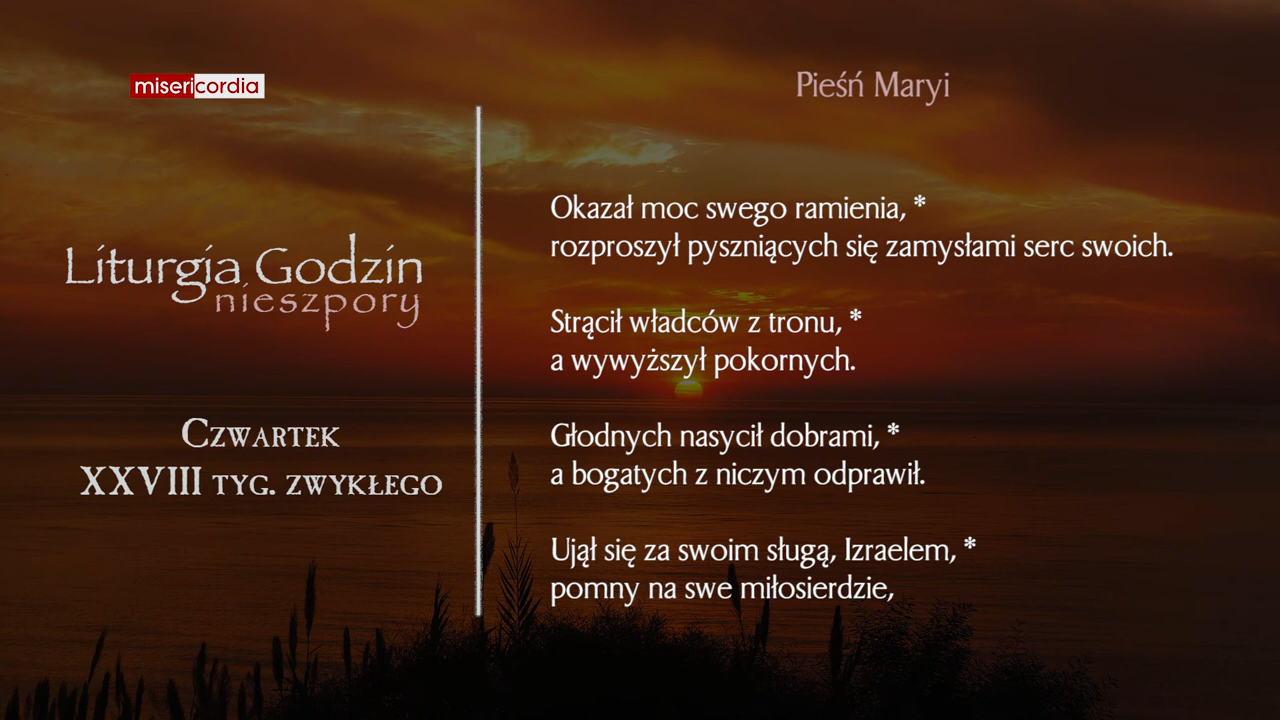 misericordia
Liturgia Godzin
nieszpory
Czwartek
XXVIII tyg. zwykłego
Pieśń Maryi
Okazał moc swego ramienia, *
rozproszył pyszniących się zamysłami serc swoich.
Strącił władców z tronu, *
a wywyższył pokornych.
Głodnych nasycił dobrami, *
a bogatych z niczym odprawił.
Ujął się za swoim sługą, Izraelem, *
pomny na swe miłosierdzie,